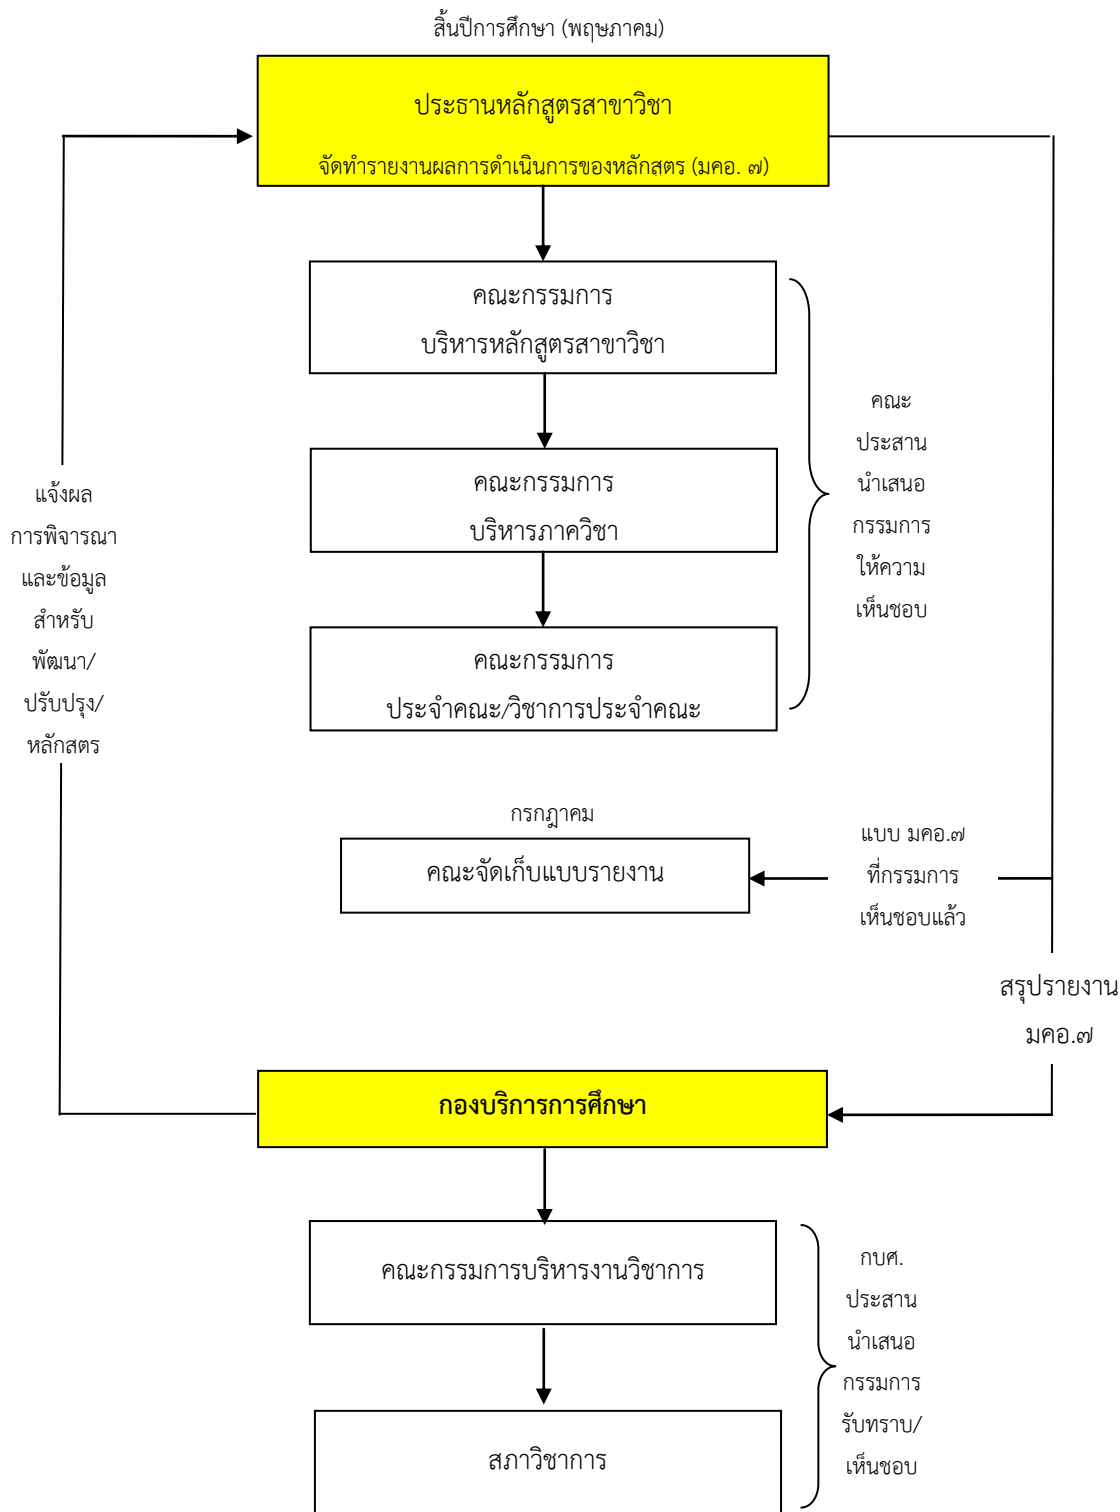 สิ้นปีการศึกษา (พฤษภาคม)
ประธานหลักสูตรสาขาวิชา
จัดทำรายงานผลการดำเนินการของหลักสูตร (มคอ. ๗)
คณะกรรมการ
บริหารหลักสูตรสาขาวิชา
คณะกรรมการ
บริหารภาควิชา
คณะกรรมการ
ประจำคณะ/วิชาการประจำคณะ
คณะ
ประสาน
นำเสนอ
กรรมการ
ให้ความ
เห็นชอบ
แจ้งผล
การพิจารณา
และข้อมูล
สำหรับ
พัฒนา/
ปรับปรุง/
หลักสตร
กรกฎาคม
คณะจัดเก็บแบบรายงาน
แบบ มคอ.๗
ที่กรรมการ
เห็นชอบแล้ว
สรุปรายงาน
มคอ.๗
กองบริการการศึกษา
คณะกรรมการบริหารงานวิชาการ
สภาวิชาการ
กบศ.
ประสาน
นำเสนอ
กรรมการ
รับทราบ/
เห็นชอบ